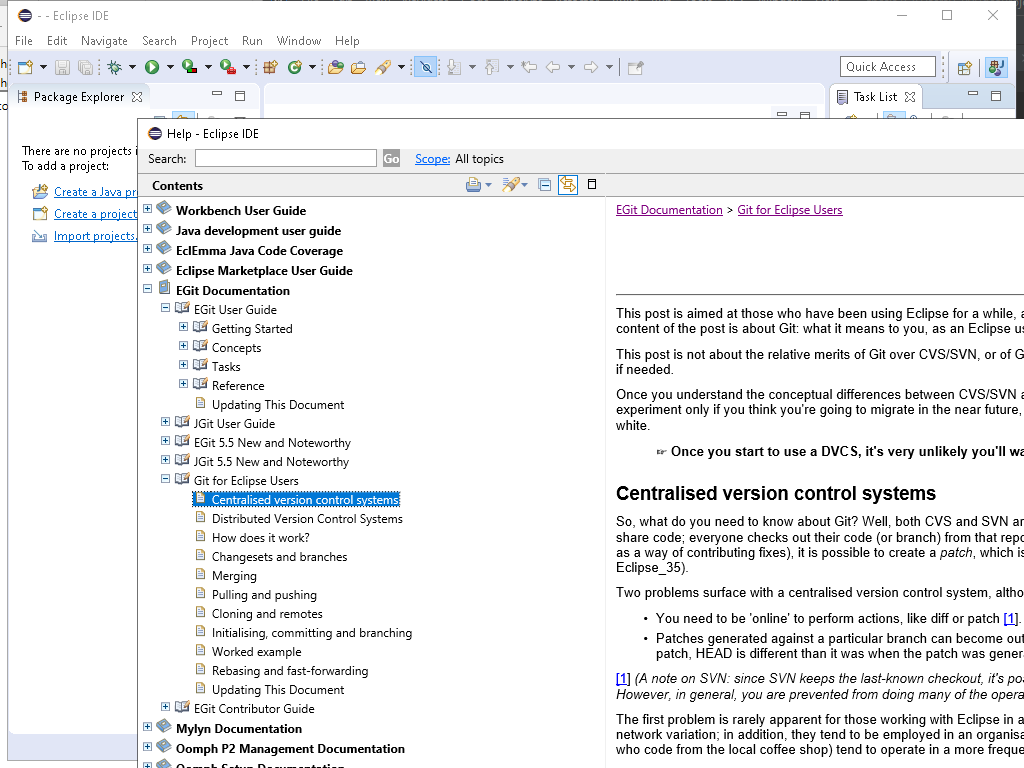 - - Eclipse IDE
File Edit Navigate Search Project Run Window Help
Quick Access
Package Explorer
Task List
There are no projects i
To add a project:
Create a Java pr
Create a project
Import projects.
Help - Eclipse IDE
Search:
Go
Scope: All topics
Contents
Workbench User Guide
Java development user guide
EclEmma Java Code Coverage
Eclipse Marketplace User Guide
EGit Documentation
EGit User Guide
Getting Started
Concepts
Tasks
Reference
Updating This Document
JGit User Guide
EGit 5.5 New and Noteworthy
JGit 5.5 New and Noteworthy
Git for Eclipse Users
Centralised version control systems
Distributed Version Control Systems
How does it work?
Changesets and branches
Merging
Pulling and pushing
Cloning and remotes
Initialising, committing and branching
Worked example
Rebasing and fast-forwarding
Updating This Document
EGit Contributor Guide
Mylyn Documentation
Oomph P2 Management Documentation
Oomph Setup Documentation
EGit Documentation > Git for Eclipse Users
This post is aimed at those who have been using Eclipse for a while, a
content of the post is about Git: what it means to you, as an Eclipse us
This post is not about the relative merits of Git over CVS/SVN, or of G
if needed.
Once you understand the conceptual differences between CVS/SVN a
experiment only if you think you're going to migrate in the near future,
white.
☞ Once you start to use a DVCS, it's very unlikely you'll wa
Centralised version control systems
So, what do you need to know about Git? Well, both CVS and SVN ar
share code; everyone checks out their code (or branch) from that repo
as a way of contributing fixes), it is possible to create a patch, which is
Eclipse_35).
Two problems surface with a centralised version control system, altho
• You need to be 'online' to perform actions, like diff or patch [1].
• Patches generated against a particular branch can become out
patch, HEAD is different than it was when the patch was gener
[1] (A note on SVN: since SVN keeps the last-known checkout, it's pos
However, in general, you are prevented from doing many of the opera
The first problem is rarely apparent for those working with Eclipse in a
network variation; in addition, they tend to be employed in an organisa
who code from the local coffee shop) tend to operate in a more freque